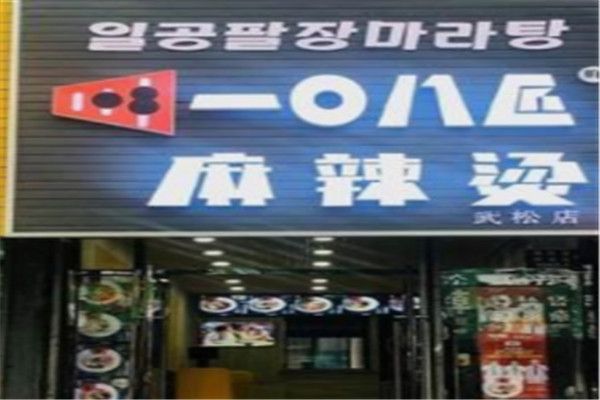 일공팔장마라탕
一〇八匠
麻辣烫
武松店